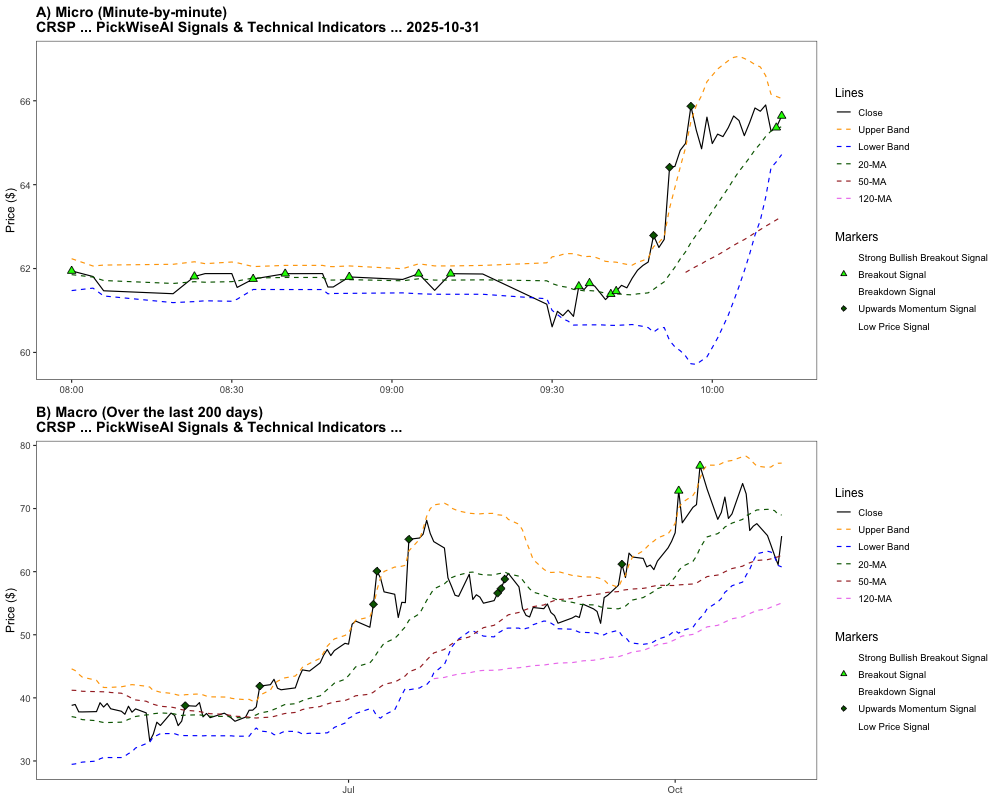 A) Micro (Minute-by-minute)
CRSP ... PickWiseAI Signals & Technical Indicators ... 2025-10-31
Price ($)
66
64
62
60
08:00
08:30
09:00
09:30
10:00
Lines
Close
Upper Band
Lower Band
20-MA
50-MA
120-MA
Markers
Strong Bullish Breakout Signal
Breakout Signal
Breakdown Signal
Upwards Momentum Signal
Low Price Signal
B) Macro (Over the last 200 days)
CRSP ... PickWiseAI Signals & Technical Indicators ...
Price ($)
80
70
60
50
40
30
Jul
Oct
Lines
Close
Upper Band
Lower Band
20-MA
50-MA
120-MA
Markers
Strong Bullish Breakout Signal
Breakout Signal
Breakdown Signal
Upwards Momentum Signal
Low Price Signal